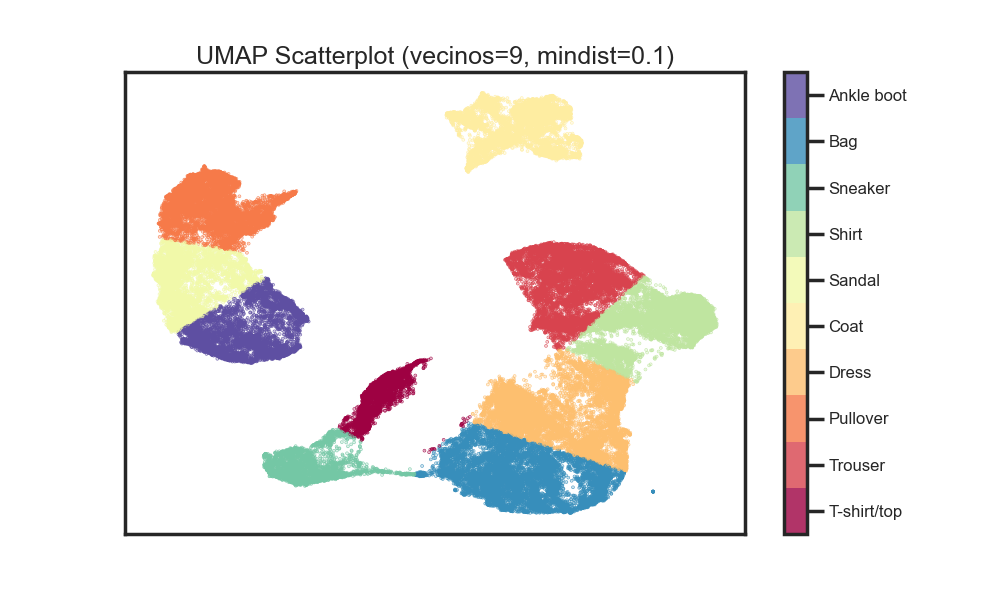 UMAP Scatterplot (vecinos=9, mindist=0.1)
Ankle boot
Bag
Sneaker
Shirt
Sandal
Coat
Dress
Pullover
Trouser
T-shirt/top